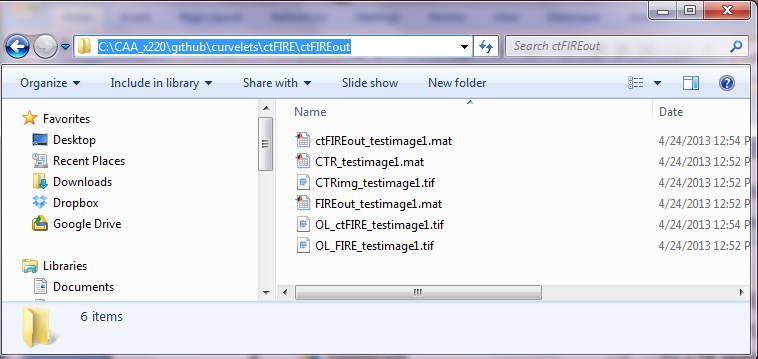 C:\CAA_x220\github\curvelets\ctFIRE\ctFIREout
Search ctFIREout
Organize Include in library Share with Slide show New folder
Favorites
Desktop
Recent Places
Downloads
Dropbox
Google Drive
Libraries
Documents
Name Date
ctFIREout_testimage1.mat 4/24/2013 12:54 P
CTR_testimage1.mat 4/24/2013 12:52 P
CTRimg_testimage1.tif 4/24/2013 12:52 P
FIREout_testimage1.mat 4/24/2013 12:52 P
OL_ctFIRE_testimage1.tif 4/24/2013 12:54 P
OL_FIRE_testimage1.tif 4/24/2013 12:52 P
6 items